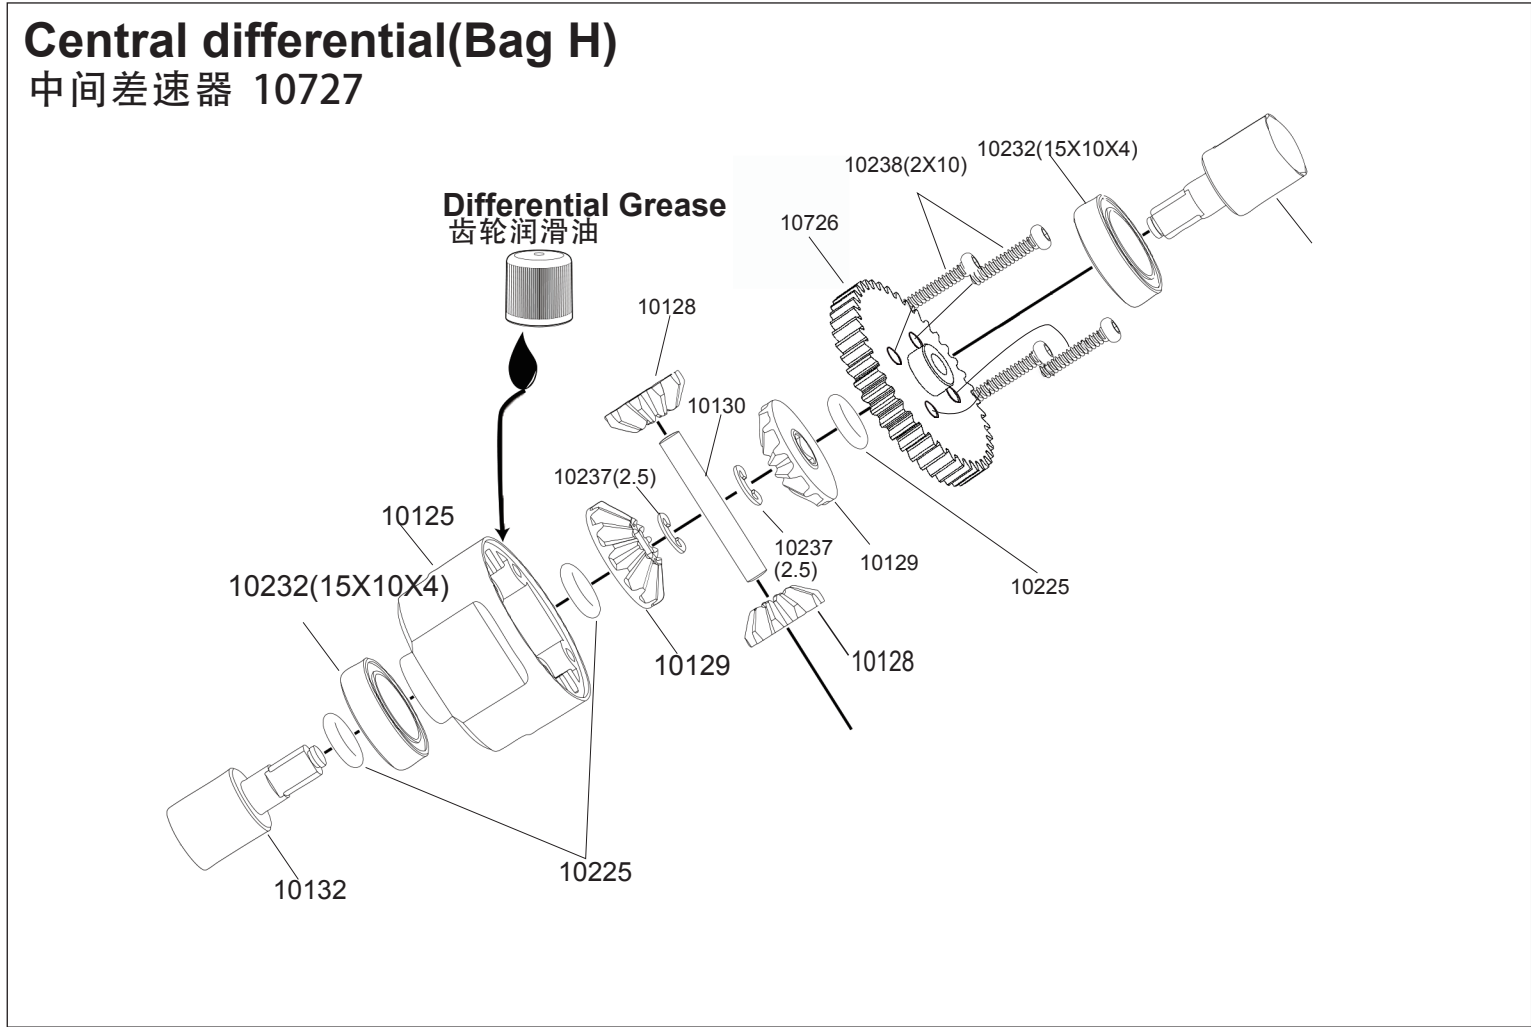 Central differential(Bag H)
中间差速器 10727
10238(2X10)
10232(15X10X4)
Differential Grease
齿轮润滑油
10726
10128
10130
10237(2.5)
10125
10237
(2.5)
10129
10232(15X10X4)
10225
10129
10128
10225
10132